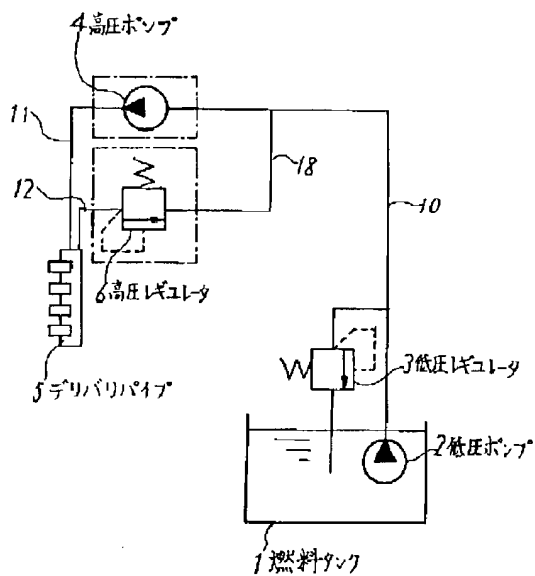 4高圧ポンプ
11
18
12
10
6高圧レギュレータ
3低圧レギュレータ
5デリバリパイプ
2低圧ポンプ
1燃料タンク